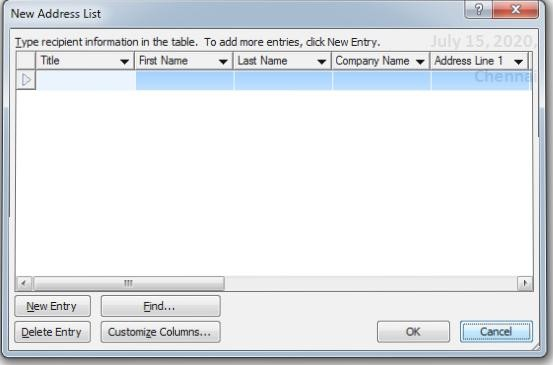 New Address List
?
X
Type recipient information in the table. To add more entries, click New Entry.
July 15, 2020,
Title First Name Last Name Company Name Address Line 1
Chennai
New Entry Find...
Delete Entry Customize Columns... OK Cancel